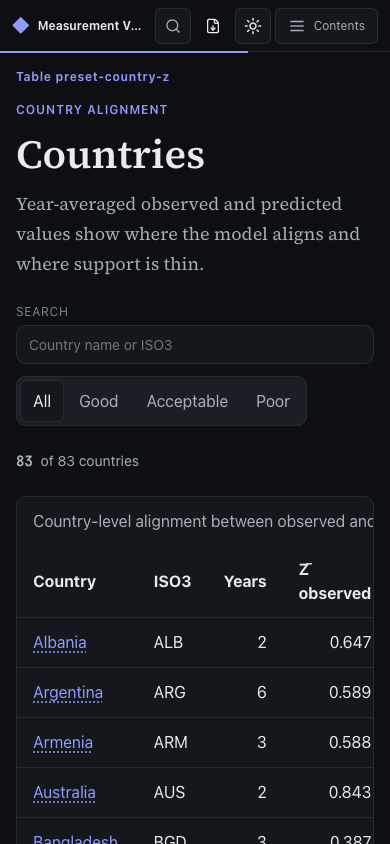 Measurement V...
Contents
Table preset-country-z
COUNTRY ALIGNMENT
Countries
Year-averaged observed and predicted
values show where the model aligns and
where support is thin.
SEARCH
Country name or ISO3
All Good Acceptable Poor
83 of 83 countries
Country-level alignment between observed and
Country ISO3 Years Z̅ observed
Albania ALB 2 0.647
Argentina ARG 6 0.589
Armenia ARM 3 0.588
Australia AUS 2 0.843
Bangladesh BGD 3 0.387